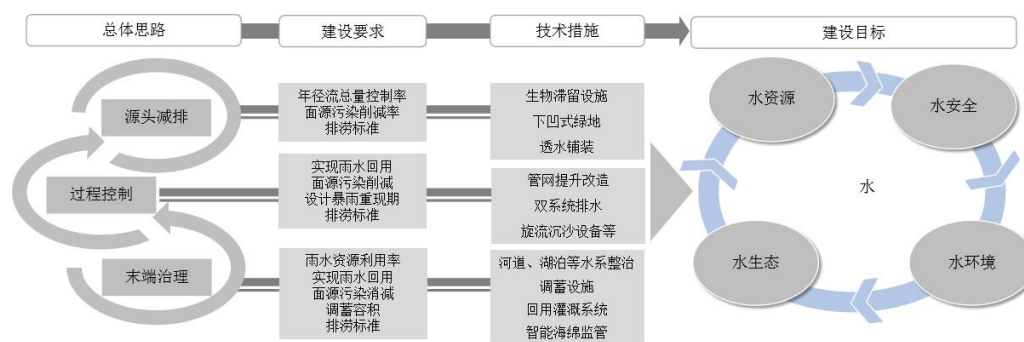 总体思路
建设要求
技术措施
建设目标
源头减排
年径流总量控制率
面源污染削减率
排涝标准
生物滞留设施
下凹式绿地
透水铺装
过程控制
实现雨水回用
面源污染削减
设计暴雨重现期
排涝标准
管网提升改造
双系统排水
旋流沉沙设备等
末端治理
雨水资源利用率
实现雨水回用
面源污染消减
调蓄容积
排涝标准
河道、湖泊等水系整治
调蓄设施
回用灌溉系统
智能海绵监管
水资源
水安全
水
水生态
水环境